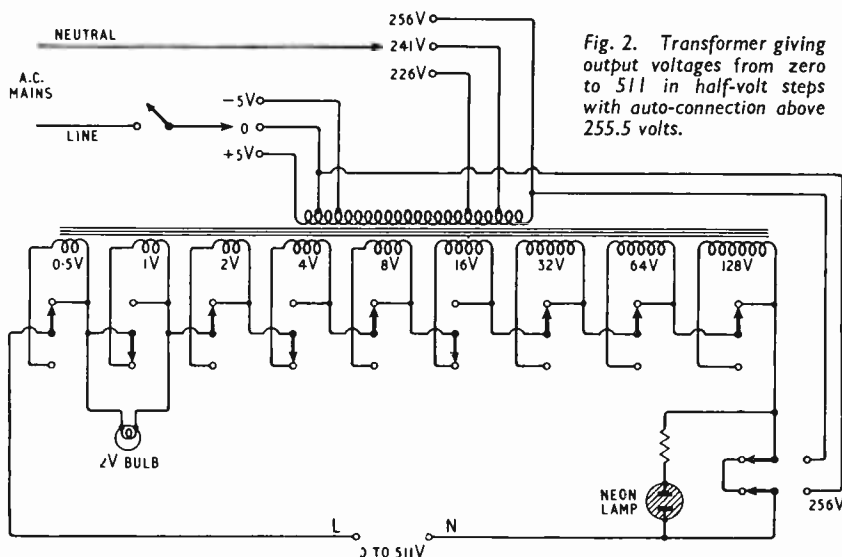 256V
NEUTRAL
241V
226V
Fig. 2. Transformer giving
output voltages from zero
to 511 in half-volt steps
with auto-connection above
255.5 volts.
A.C.
MAINS
LINE
-5V
0
+5V
0·5V 1V 2V 4V 8V 16V 32V 64V 128V
2V BULB
NEON
LAMP
256V
L N
0 TO 511V